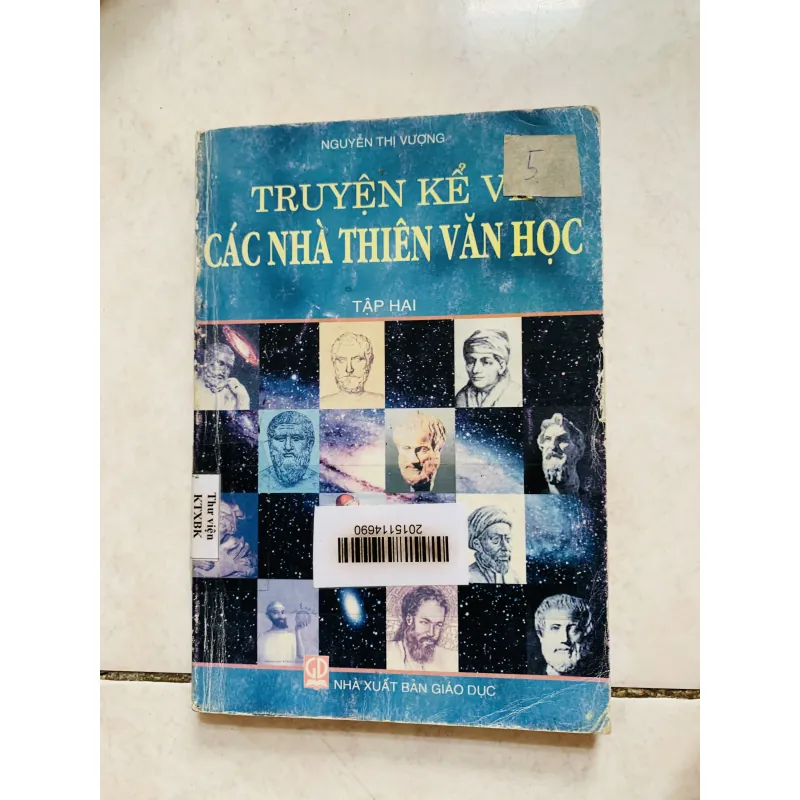 NGUYỄN THỊ VƯỢNG
5
TRUYỆN KỂ
CÁC NHÀ THIÊN VĂN HỌC
TẬP HAI
Thư viện
KTXBK
2015114690
GD
NHÀ XUẤT BẢN GIÁO DỤC